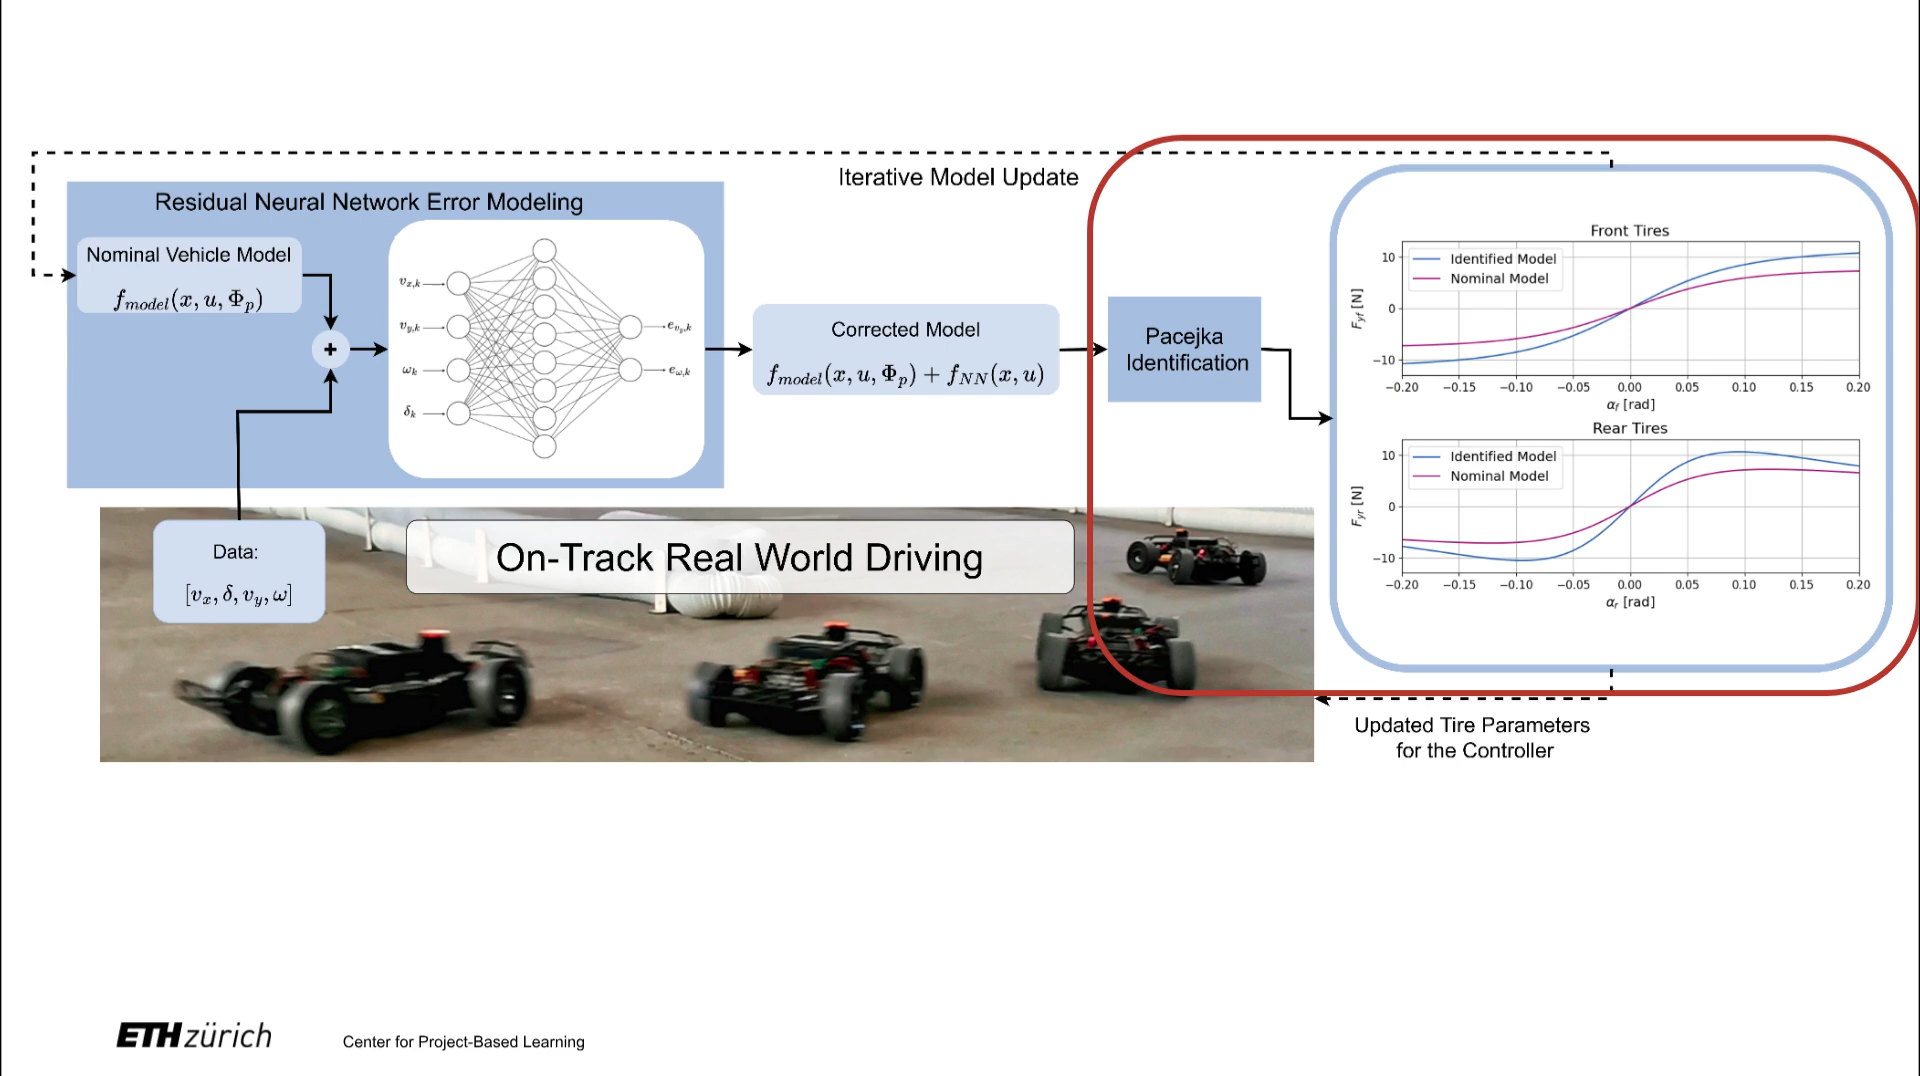 Iterative Model Update
Residual Neural Network Error Modeling
Nominal Vehicle Model
f_model(x, u, Φ_p)
+
v_x,k
v_y,k
ω_k
δ_k
e_v_y,k
e_ω,k
Corrected Model
f_model(x, u, Φ_p) + f_NN(x, u)
Pacejka
Identification
Front Tires
Identified Model
Nominal Model
F_yf [N]
10
0
−10
−0.20 −0.15 −0.10 −0.05 0.00 0.05 0.10 0.15 0.20
α_f [rad]
Rear Tires
Identified Model
Nominal Model
F_yr [N]
10
0
−10
−0.20 −0.15 −0.10 −0.05 0.00 0.05 0.10 0.15 0.20
α_r [rad]
Data:
[v_x, δ, v_y, ω]
On-Track Real World Driving
Updated Tire Parameters
for the Controller
ETH zürich
Center for Project-Based Learning